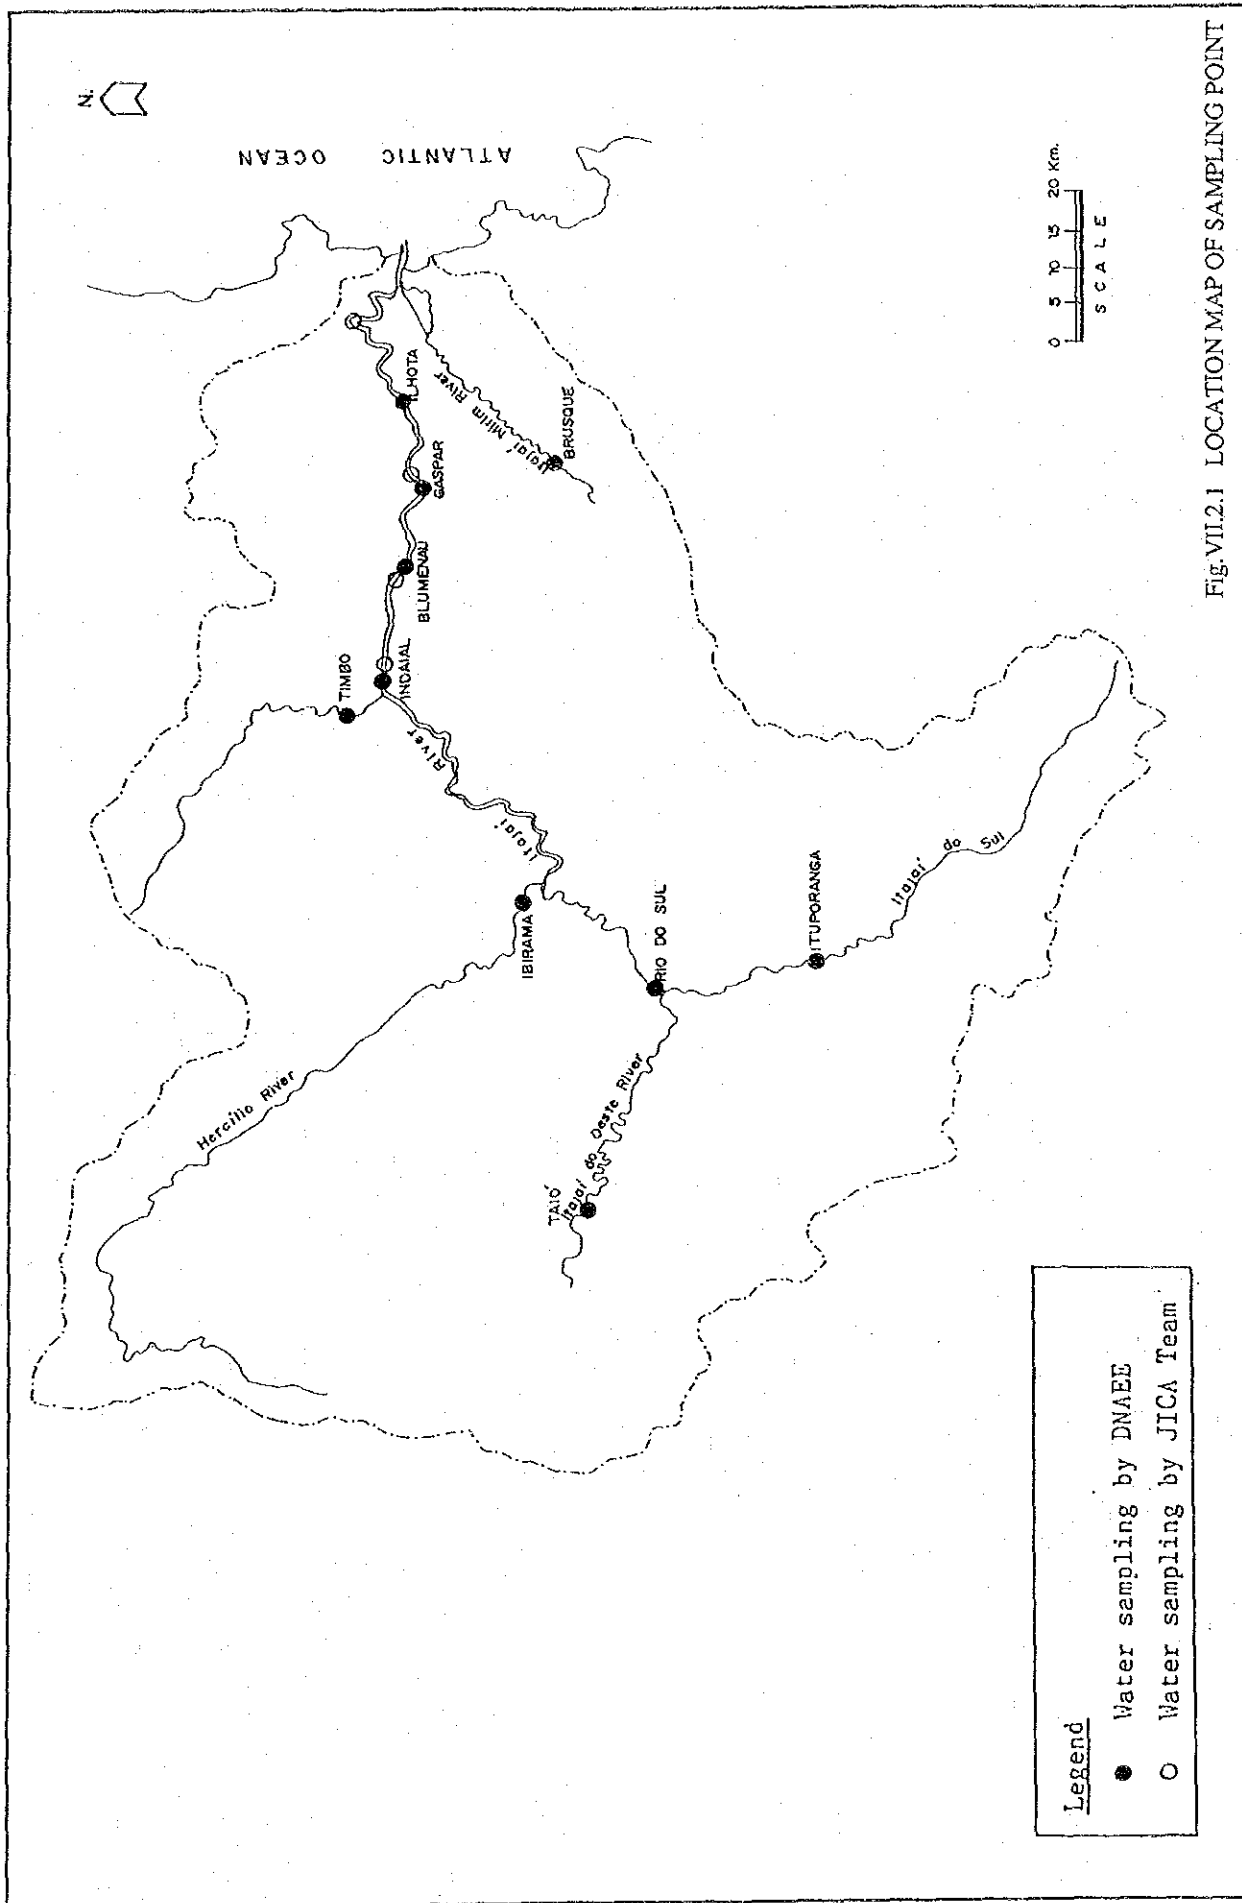 N.
ATLANTIC OCEAN
TIMBO
INDAIAL
BLUMENAU
GASPAR
ILHOTA
Itajaí Mirim River
BRUSQUE
Itajaí River
Hercílio River
IBIRAMA
RIO DO SUL
TAIÓ
Itajaí do Oeste River
ITUPORANGA
Itajaí do Sul
0 5 10 15 20 Km.
SCALE
Legend
● Water sampling by DNAEE
○ Water sampling by JICA Team
Fig.VII.2.1 LOCATION MAP OF SAMPLING POINT